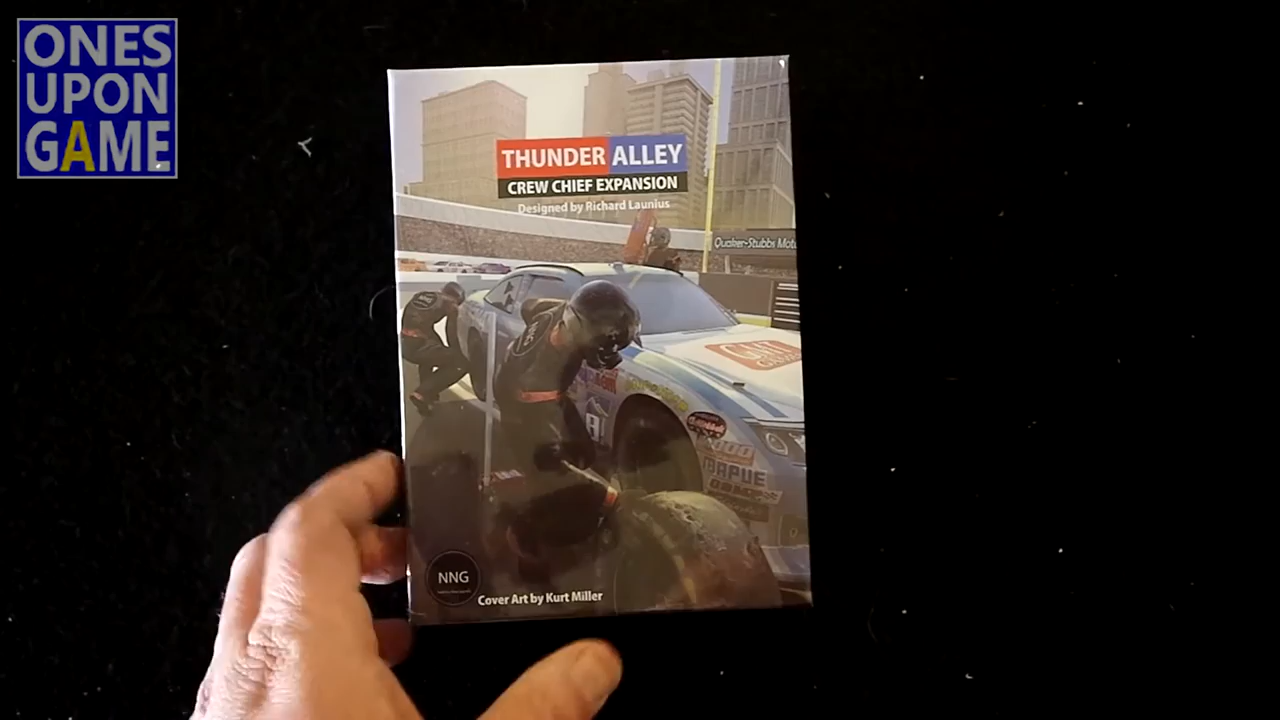 ONES
UPON
GAME
THUNDER ALLEY
CREW CHIEF EXPANSION
Designed by Richard Launius
Quaker-Stubbs
NNG
NNG
Cover Art by Kurt Miller